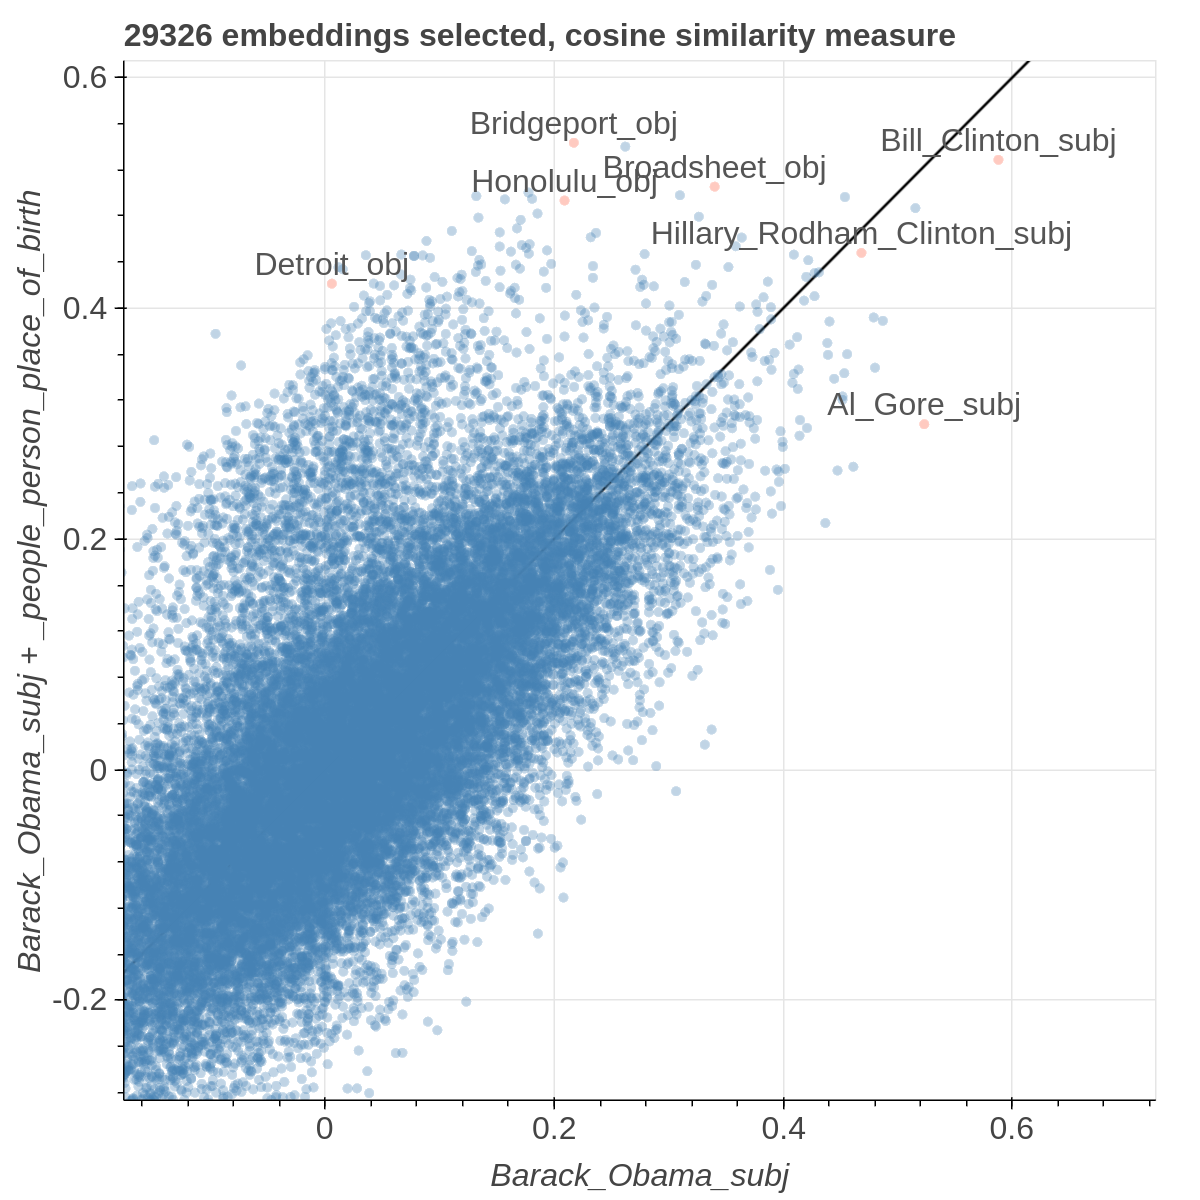 29326 embeddings selected, cosine similarity measure
0.6
Bridgeport_obj
Bill_Clinton_subj
Broadsheet_obj
Honolulu_obj
Hillary_Rodham_Clinton_subj
Detroit_obj
0.4
Al_Gore_subj
0.2
0
-0.2
Barack_Obama_subj + _people_person_place_of_birth
0
0.2
0.4
0.6
Barack_Obama_subj